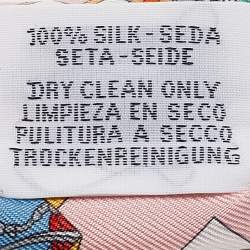 100% SILK-SEDA
SETA-SEIDE
DRY CLEAN ONLY
LIMPIEZA EN SECO
PULITURA A SECCO
TROCKENREINIGUNG